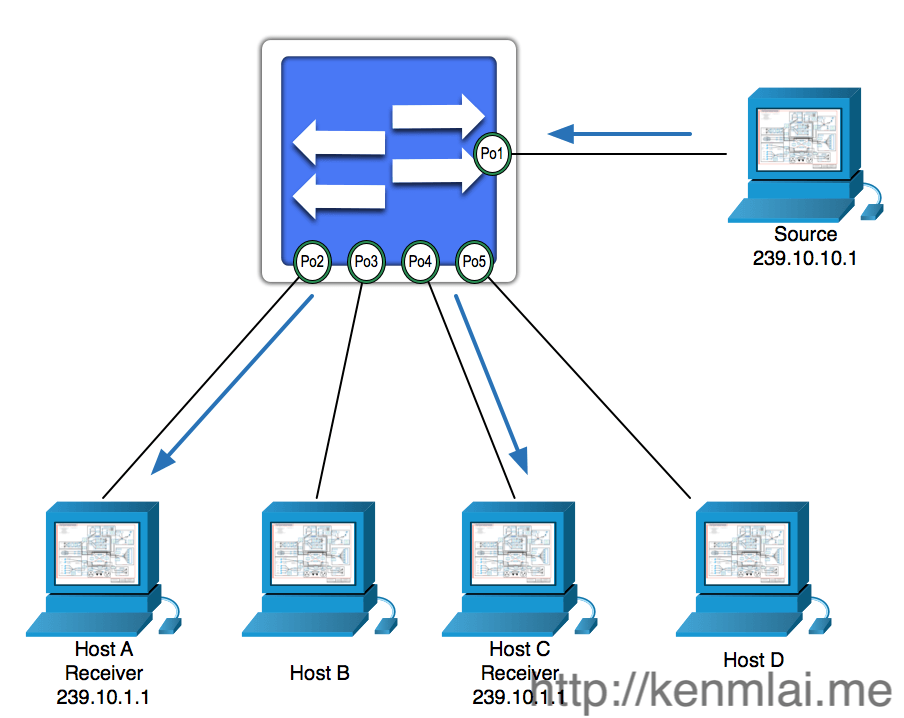 Po1
Source
239.10.10.1
Po2
Po3
Po4
Po5
Host A
Receiver
239.10.1.1
Host B
Host C
Receiver
239.10.1.1
Host D
http://kenmlai.me